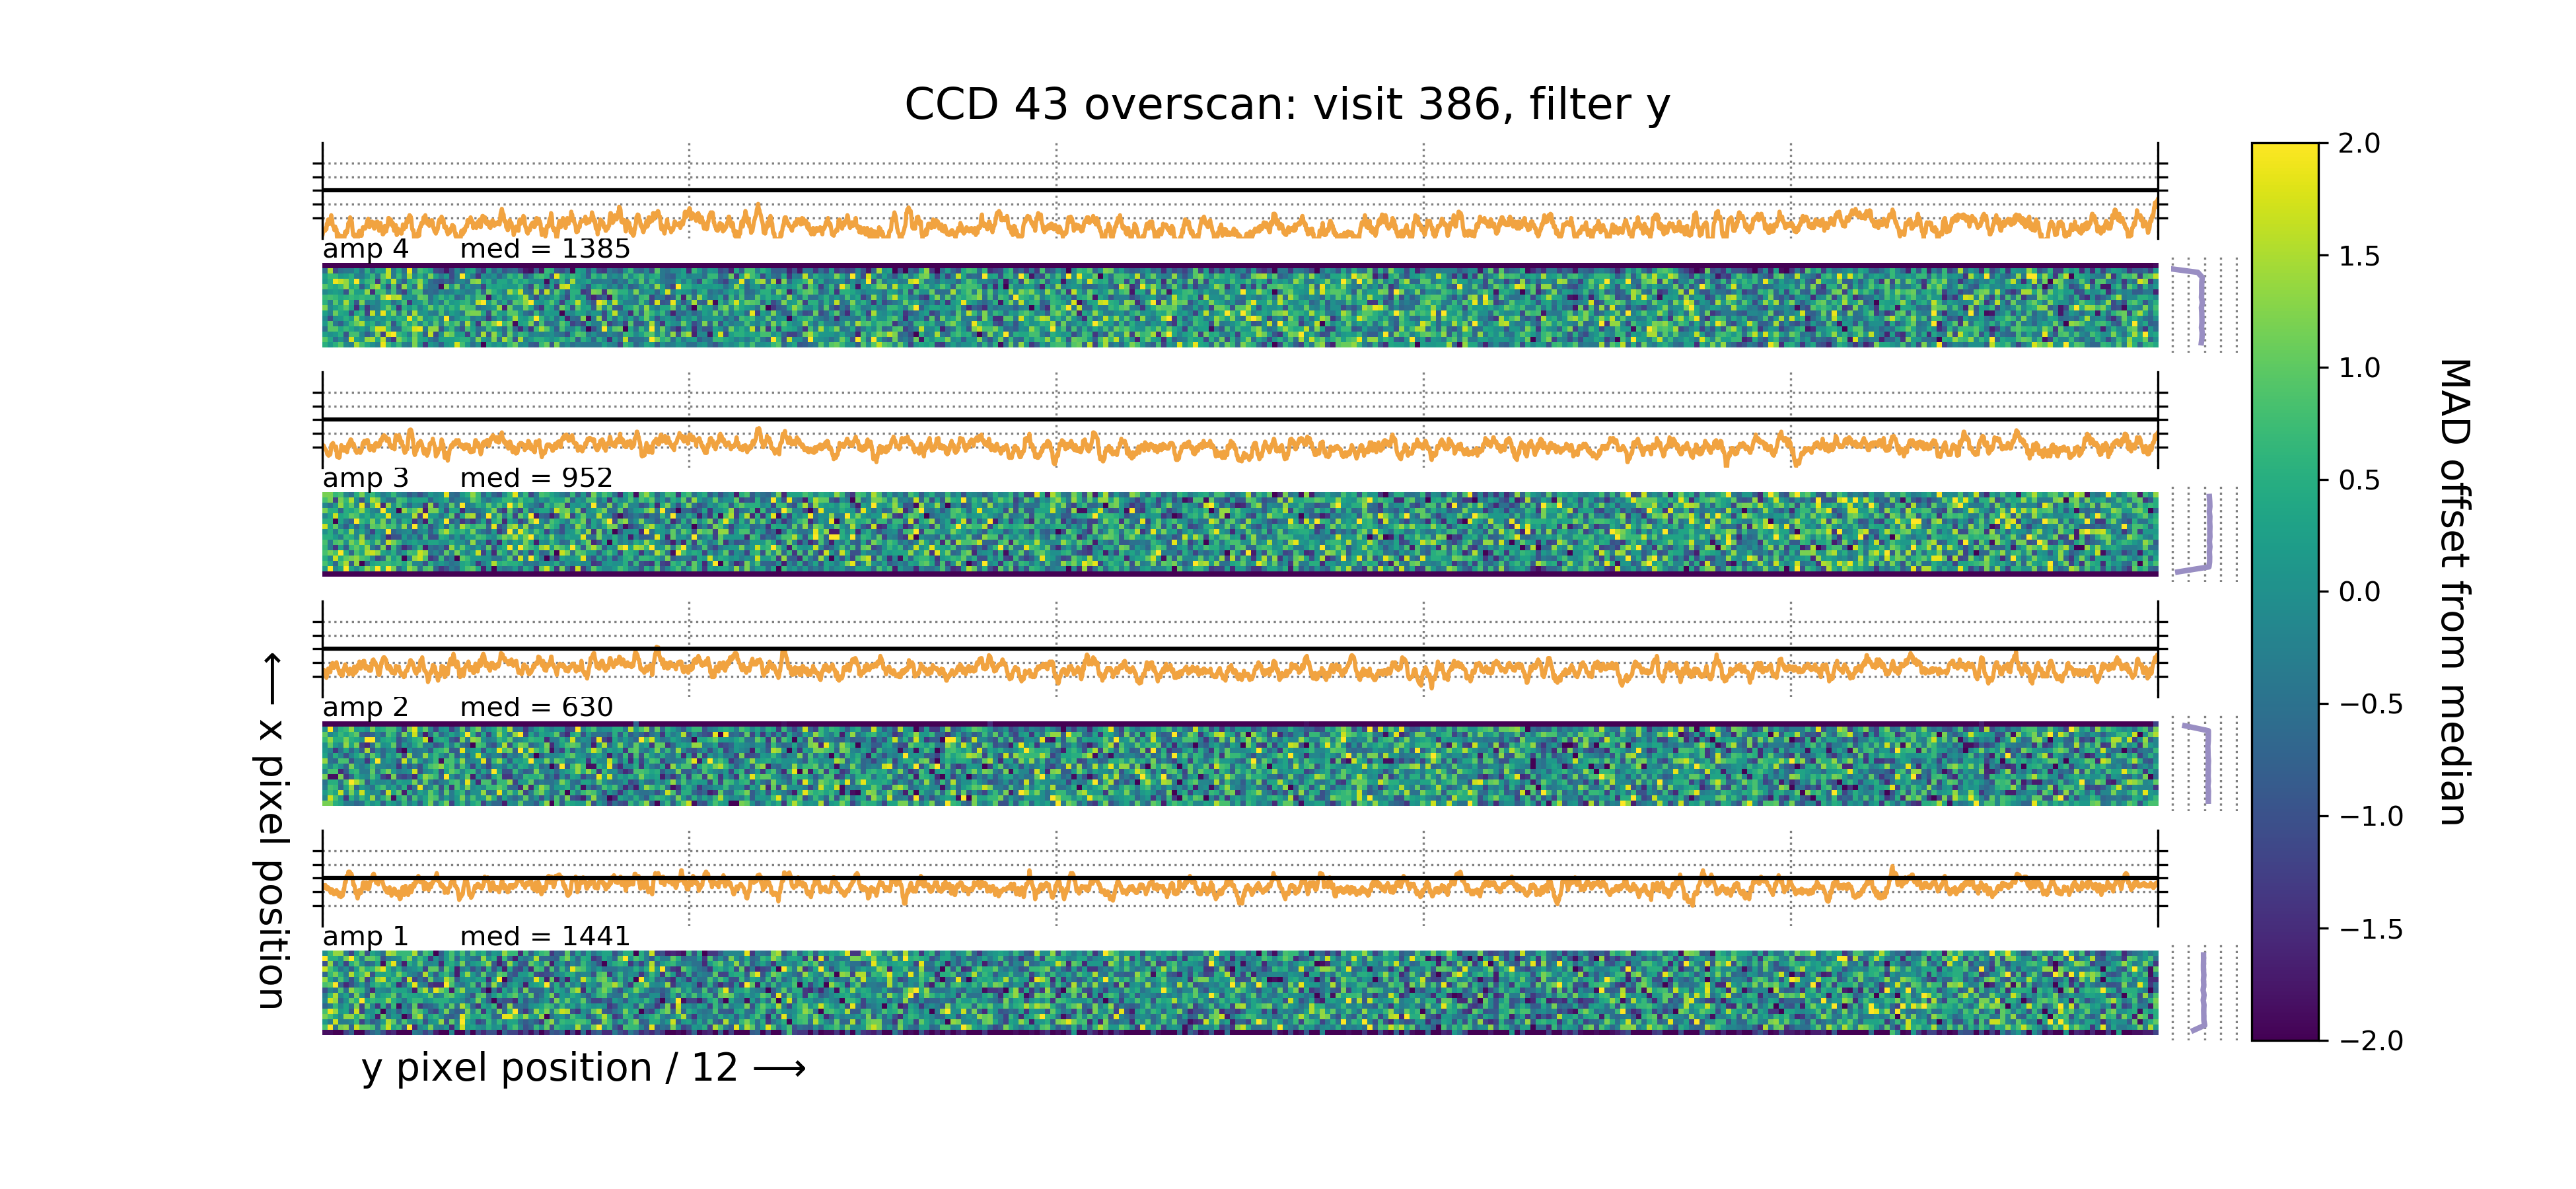 CCD 43 overscan: visit 386, filter y
amp 4 med = 1385
amp 3 med = 952
amp 2 med = 630
amp 1 med = 1441
x pixel position ⟶
y pixel position / 12 ⟶
2.0
1.5
1.0
0.5
0.0
−0.5
−1.0
−1.5
−2.0
MAD offset from median